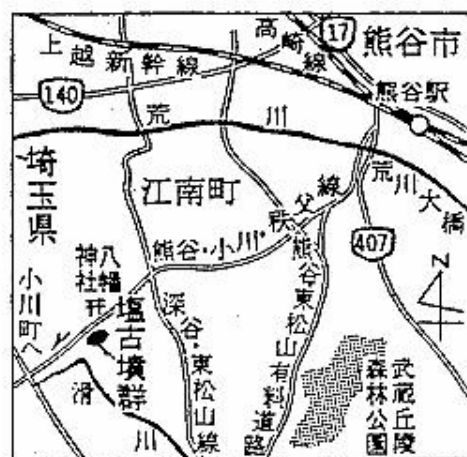 17
熊谷市
高崎線
上越新幹線
140
熊谷駅
荒川
荒川大橋
埼玉県
江南町
秩父線
407
熊谷・小川・
熊谷東松山有料道路
八幡神社
小川町へ
塩古墳群
深谷・東松山線
滑川
武蔵丘陵
森林公園